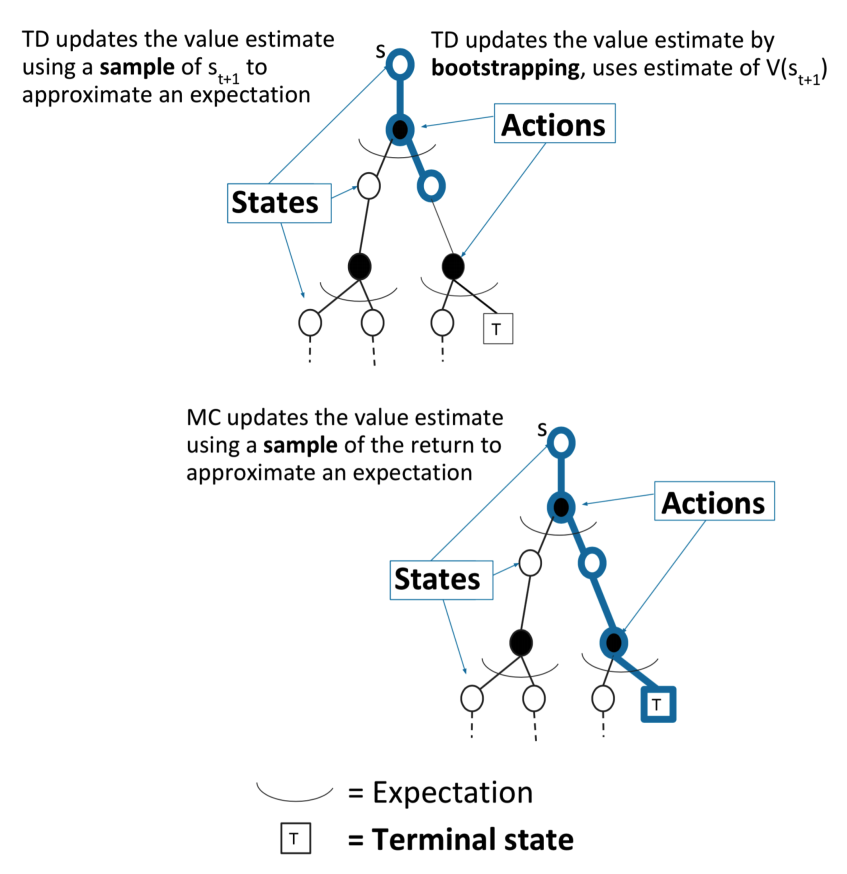 TD updates the value estimate
using a sample of s_{t+1} to
approximate an expectation
S
TD updates the value estimate by
bootstrapping, uses estimate of V(s_{t+1})
Actions
States
T
MC updates the value estimate
using a sample of the return to
approximate an expectation
S
Actions
States
T
= Expectation
T = Terminal state